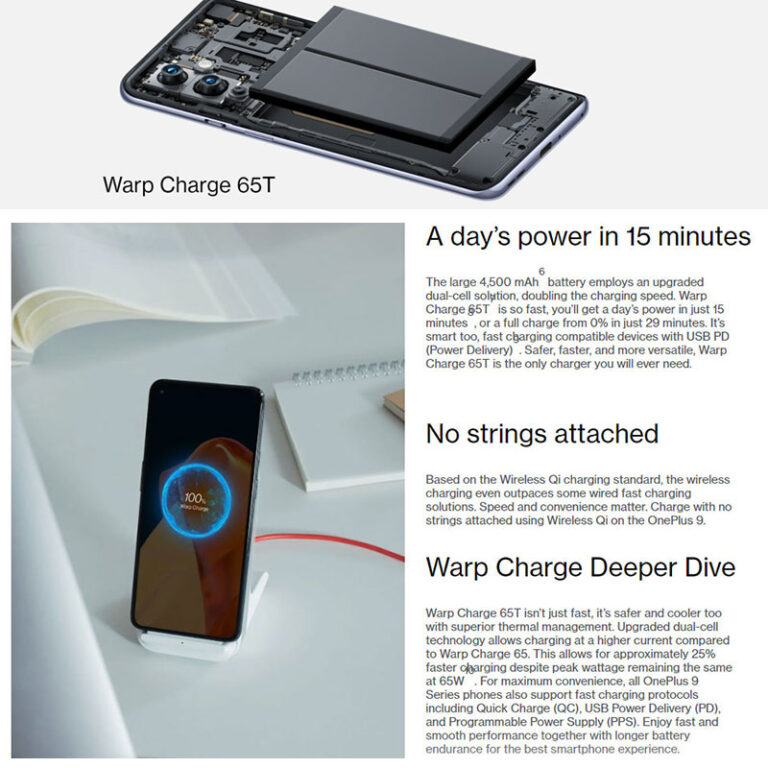 Warp Charge 65T
A day's power in 15 minutes
The large 4,500 mAh 6 battery employs an upgraded
dual-cell solution, doubling the charging speed. Warp
Charge 65T is so fast, you'll get a day's power in just 15
minutes , or a full charge from 0% in just 29 minutes. It's
smart too, fast charging compatible devices with USB PD
(Power Delivery) . Safer, faster, and more versatile, Warp
Charge 65T is the only charger you will ever need.
No strings attached
Based on the Wireless Qi charging standard, the wireless
charging even outpaces some wired fast charging
solutions. Speed and convenience matter. Charge with no
strings attached using Wireless Qi on the OnePlus 9.
100%
Warp Charge
Warp Charge Deeper Dive
Warp Charge 65T isn't just fast, it's safer and cooler too
with superior thermal management. Upgraded dual-cell
technology allows charging at a higher current compared
to Warp Charge 65. This allows for approximately 25%
faster charging despite peak wattage remaining the same
at 65W 10 . For maximum convenience, all OnePlus 9
Series phones also support fast charging protocols
including Quick Charge (QC), USB Power Delivery (PD),
and Programmable Power Supply (PPS). Enjoy fast and
smooth performance together with longer battery
endurance for the best smartphone experience.